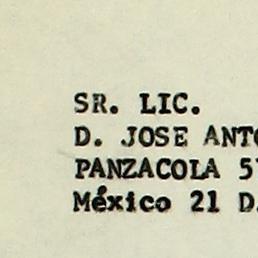 SR. LIC.
D. JOSE ANTO
PANZACOLA 5
México 21 D.